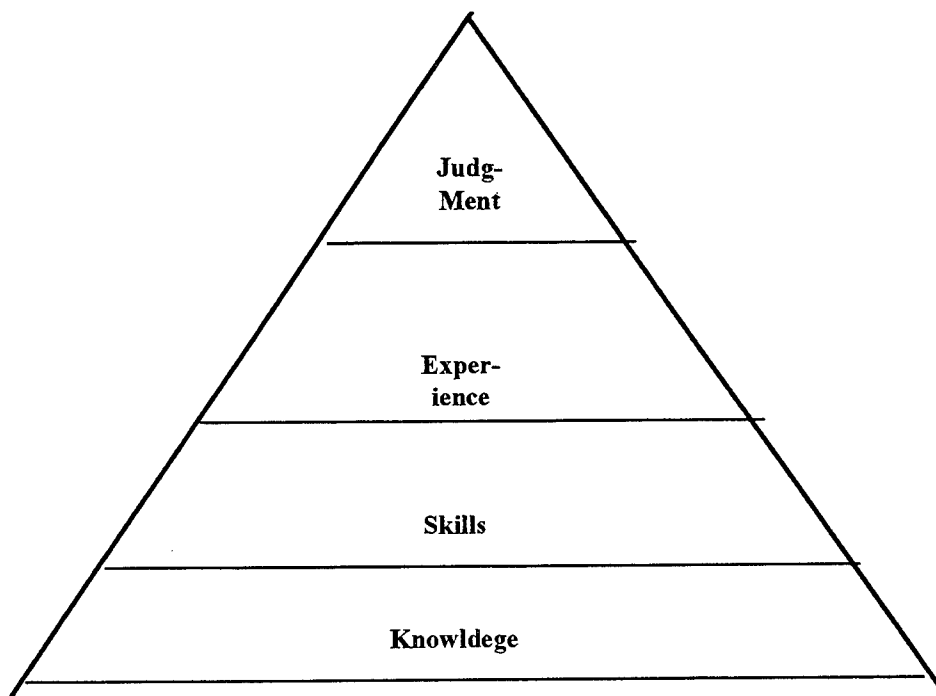 Judg-
Ment
Exper-
ience
Skills
Knowldege